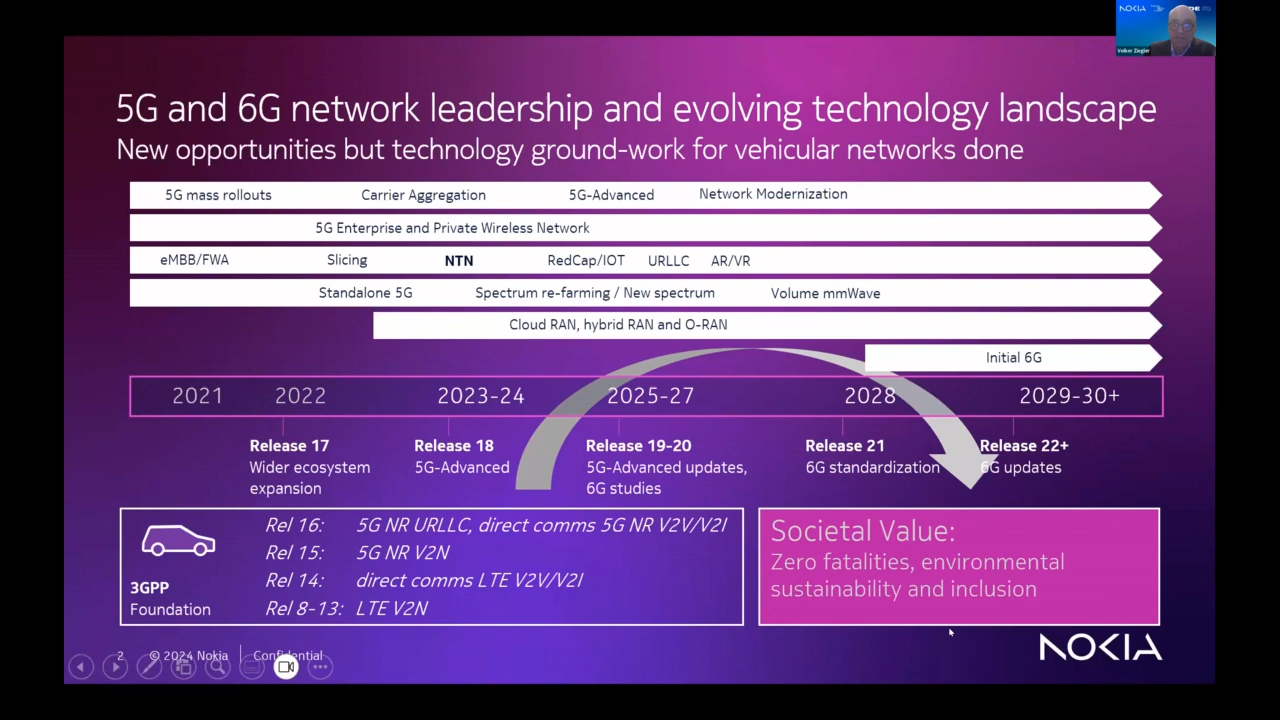 NOKIA
Volker Ziegler
5G and 6G network leadership and evolving technology landscape
New opportunities but technology ground-work for vehicular networks done
5G mass rollouts Carrier Aggregation 5G-Advanced Network Modernization
5G Enterprise and Private Wireless Network
eMBB/FWA Slicing NTN RedCap/IOT URLLC AR/VR
Standalone 5G Spectrum re-farming / New spectrum Volume mmWave
Cloud RAN, hybrid RAN and O-RAN
Initial 6G
2021 2022 2023-24 2025-27 2028 2029-30+
Release 17 Release 18 Release 19-20 Release 21 Release 22+
Wider ecosystem 5G-Advanced 5G-Advanced updates, 6G standardization 6G updates
expansion 6G studies
Rel 16: 5G NR URLLC, direct comms 5G NR V2V/V2I
Rel 15: 5G NR V2N
Rel 14: direct comms LTE V2V/V2I
Rel 8-13: LTE V2N
3GPP
Foundation
Societal Value:
Zero fatalities, environmental
sustainability and inclusion
2 © 2024 Nokia Confidential
NOKIA